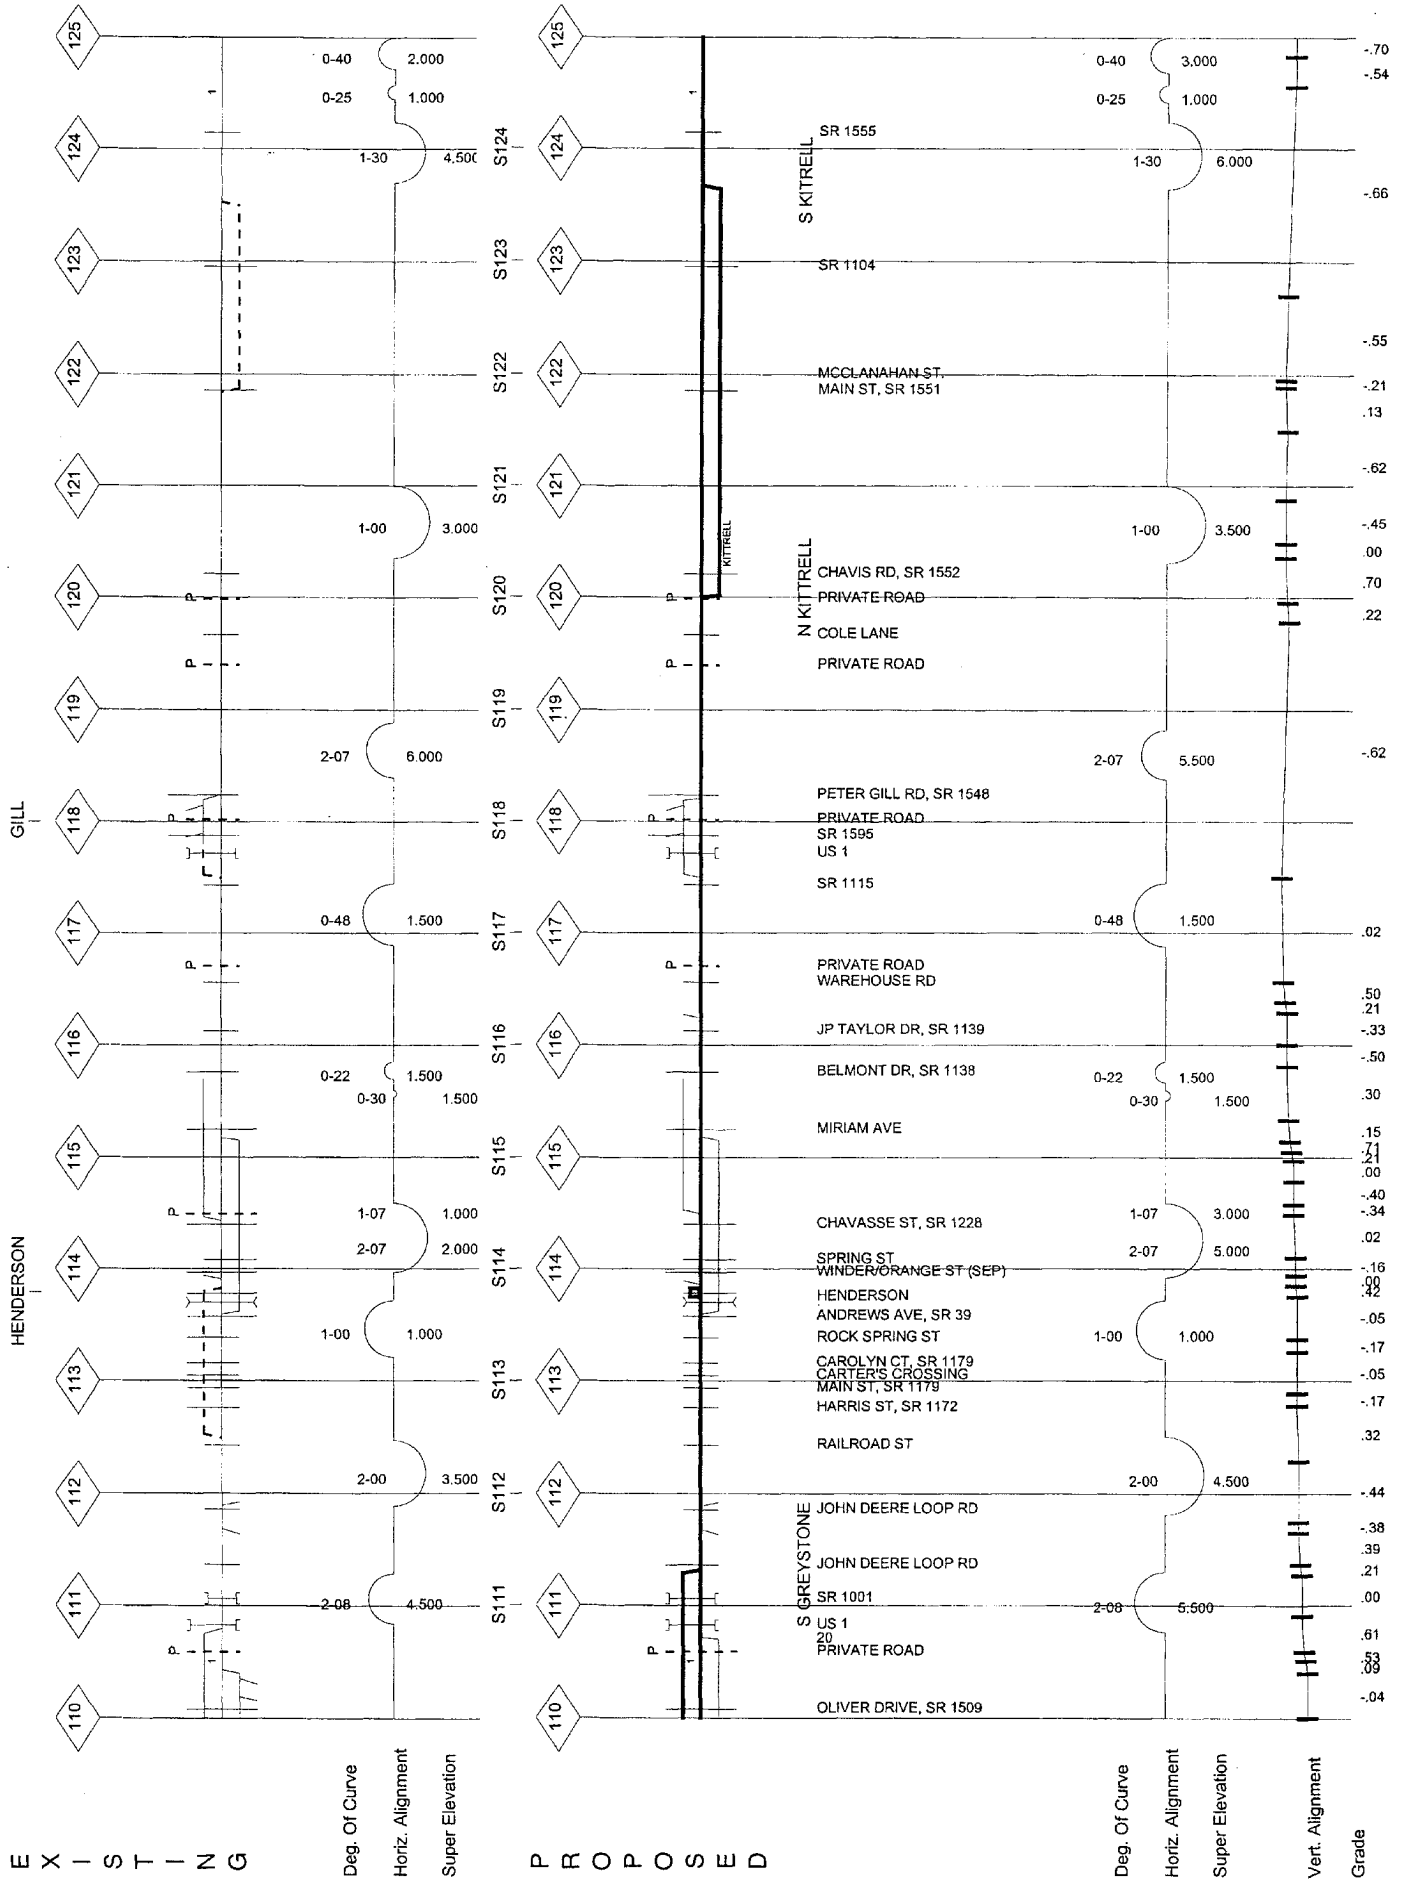 EXISTING
GILL
HENDERSON
125
124
123
122
121
120
119
118
117
116
115
114
113
112
111
110
1
P
P
P
P
P
P
1
Deg. Of Curve
Horiz. Alignment
Super Elevation
0-40 2.000
0-25 1.000
1-30 4.500
1-00 3.000
2-07 6.000
0-48 1.500
0-22 1.500
0-30 1.500
1-07 1.000
2-07 2.000
1-00 1.000
2-00 3.500
2-08 4.500
S124
S123
S122
S121
S120
S119
S118
S117
S116
S115
S114
S113
S112
S111
PROPOSED
125
124
123
122
121
120
119
118
117
116
115
114
113
112
111
110
1
P
P
P
P
P
1
KITTRELL
S KITRELL
N KITTRELL
S GREYSTONE
SR 1555
SR 1104
MCCLANAHAN ST,
MAIN ST, SR 1551
CHAVIS RD, SR 1552
PRIVATE ROAD
COLE LANE
PRIVATE ROAD
PETER GILL RD, SR 1548
PRIVATE ROAD
SR 1595
US 1
SR 1115
PRIVATE ROAD
WAREHOUSE RD
JP TAYLOR DR, SR 1139
BELMONT DR, SR 1138
MIRIAM AVE
CHAVASSE ST, SR 1228
SPRING ST
WINDER/ORANGE ST (SEP)
HENDERSON
ANDREWS AVE, SR 39
ROCK SPRING ST
CAROLYN CT, SR 1179
CARTER'S CROSSING
MAIN ST, SR 1179
HARRIS ST, SR 1172
RAILROAD ST
JOHN DEERE LOOP RD
JOHN DEERE LOOP RD
SR 1001
US 1
20
PRIVATE ROAD
OLIVER DRIVE, SR 1509
Deg. Of Curve
Horiz. Alignment
Super Elevation
0-40 3.000
0-25 1.000
1-30 6.000
1-00 3.500
2-07 5.500
0-48 1.500
0-22 1.500
0-30 1.500
1-07 3.000
2-07 5.000
1-00 1.000
2-00 4.500
2-08 5.500
Vert. Alignment
Grade
-.70
-.54
-.66
-.55
-.21
.13
-.62
-.45
.00
.70
.22
-.62
.02
.50
.21
-.33
-.50
.30
.15
.71
.21
.00
-.40
-.34
.02
-.16
.00
.42
-.05
-.17
-.05
-.17
.32
-.44
-.38
.39
.21
.00
.61
.53
.09
-.04